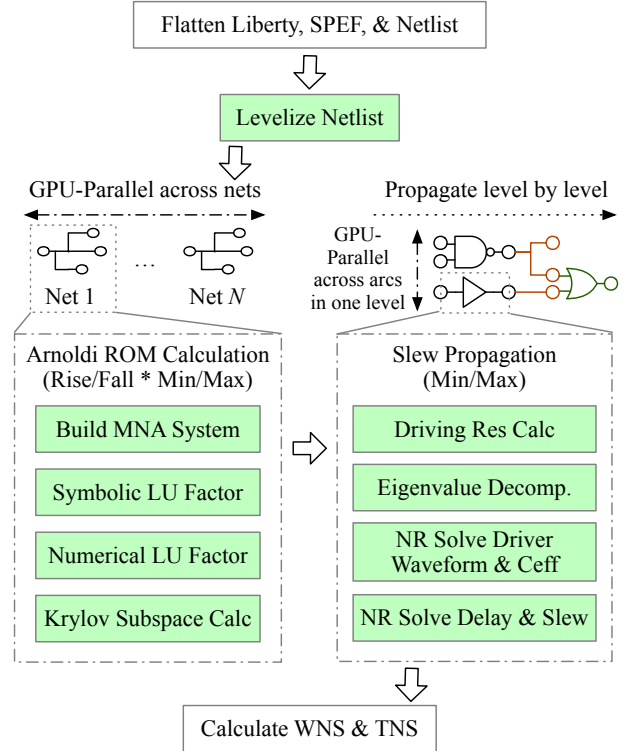 Flatten Liberty, SPEF, & Netlist
Levelize Netlist
GPU-Parallel across nets
...
Net 1
Net N
Propagate level by level
GPU-
Parallel
across arcs
in one level
Arnoldi ROM Calculation
(Rise/Fall * Min/Max)
Build MNA System
Symbolic LU Factor
Numerical LU Factor
Krylov Subspace Calc
Slew Propagation
(Min/Max)
Driving Res Calc
Eigenvalue Decomp.
NR Solve Driver
Waveform & Ceff
NR Solve Delay & Slew
Calculate WNS & TNS